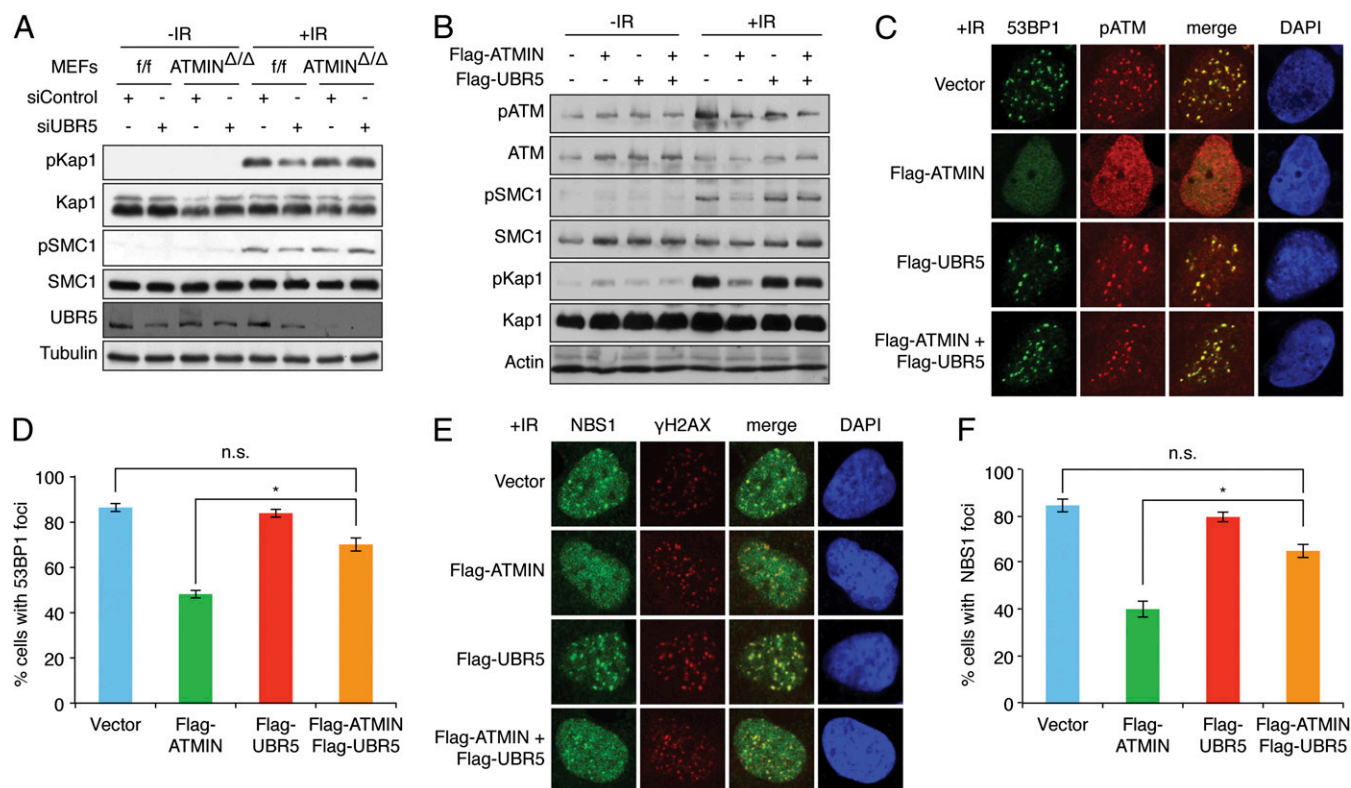 A
-IR
+IR
MEFs
f/f
ATMINΔ/Δ
f/f
ATMINΔ/Δ
siControl
+
-
+
-
+
-
+
-
siUBR5
-
+
-
+
-
+
-
+
pKap1
Kap1
pSMC1
SMC1
UBR5
Tubulin
B
-IR
+IR
Flag-ATMIN
-
+
-
+
-
+
-
+
Flag-UBR5
-
-
+
+
-
-
+
+
pATM
ATM
pSMC1
SMC1
pKap1
Kap1
Actin
C
+IR
53BP1
pATM
merge
DAPI
Vector
Flag-ATMIN
Flag-UBR5
Flag-ATMIN +
Flag-UBR5
D
% cells with 53BP1 foci
100
80
60
40
20
0
n.s.
*
Vector
Flag-
ATMIN
Flag-
UBR5
Flag-ATMIN
Flag-UBR5
E
+IR
NBS1
γH2AX
merge
DAPI
Vector
Flag-ATMIN
Flag-UBR5
Flag-ATMIN +
Flag-UBR5
F
% cells with NBS1 foci
100
80
60
40
20
0
n.s.
*
Vector
Flag-
ATMIN
Flag-
UBR5
Flag-ATMIN
Flag-UBR5